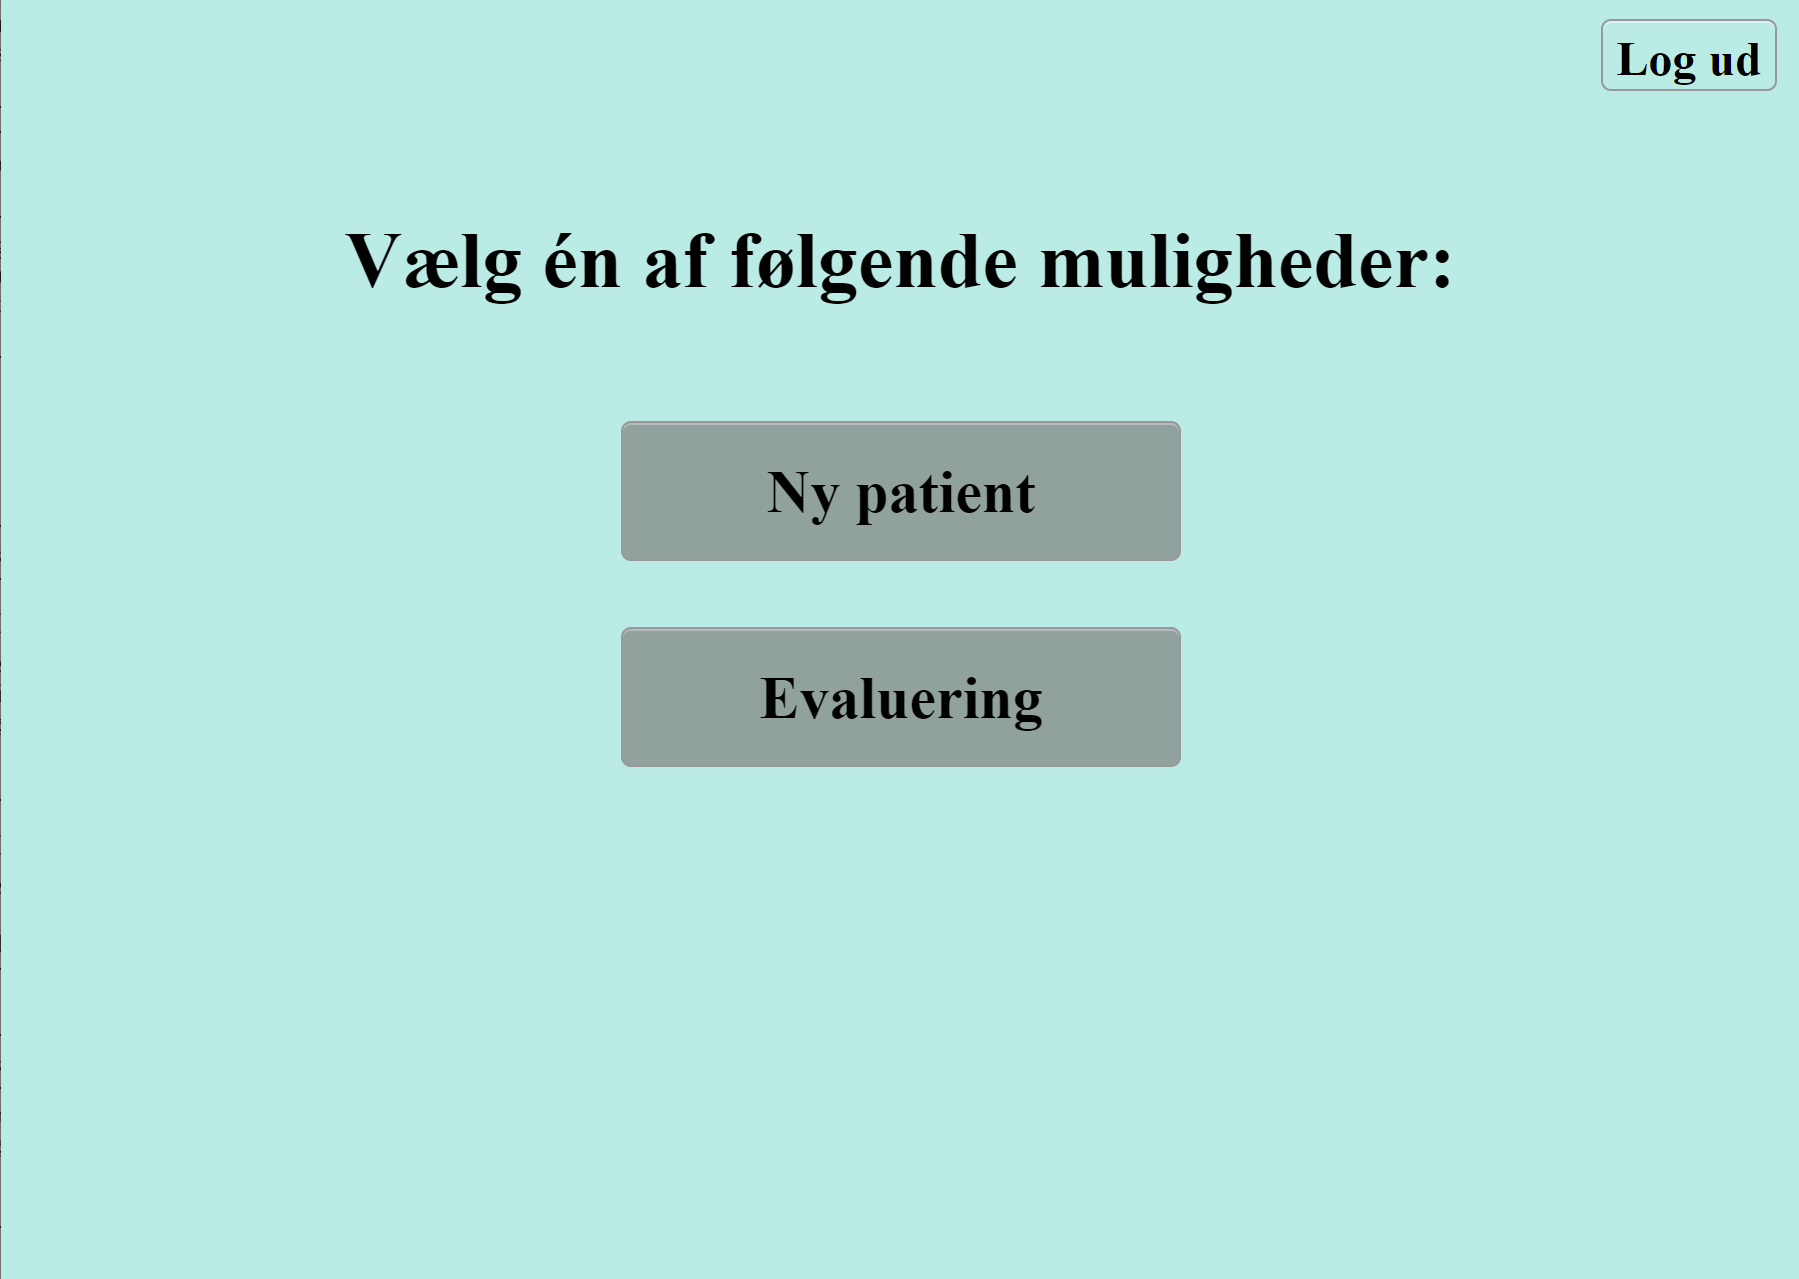 Log ud
Vælg én af følgende muligheder:
Ny patient
Evaluering